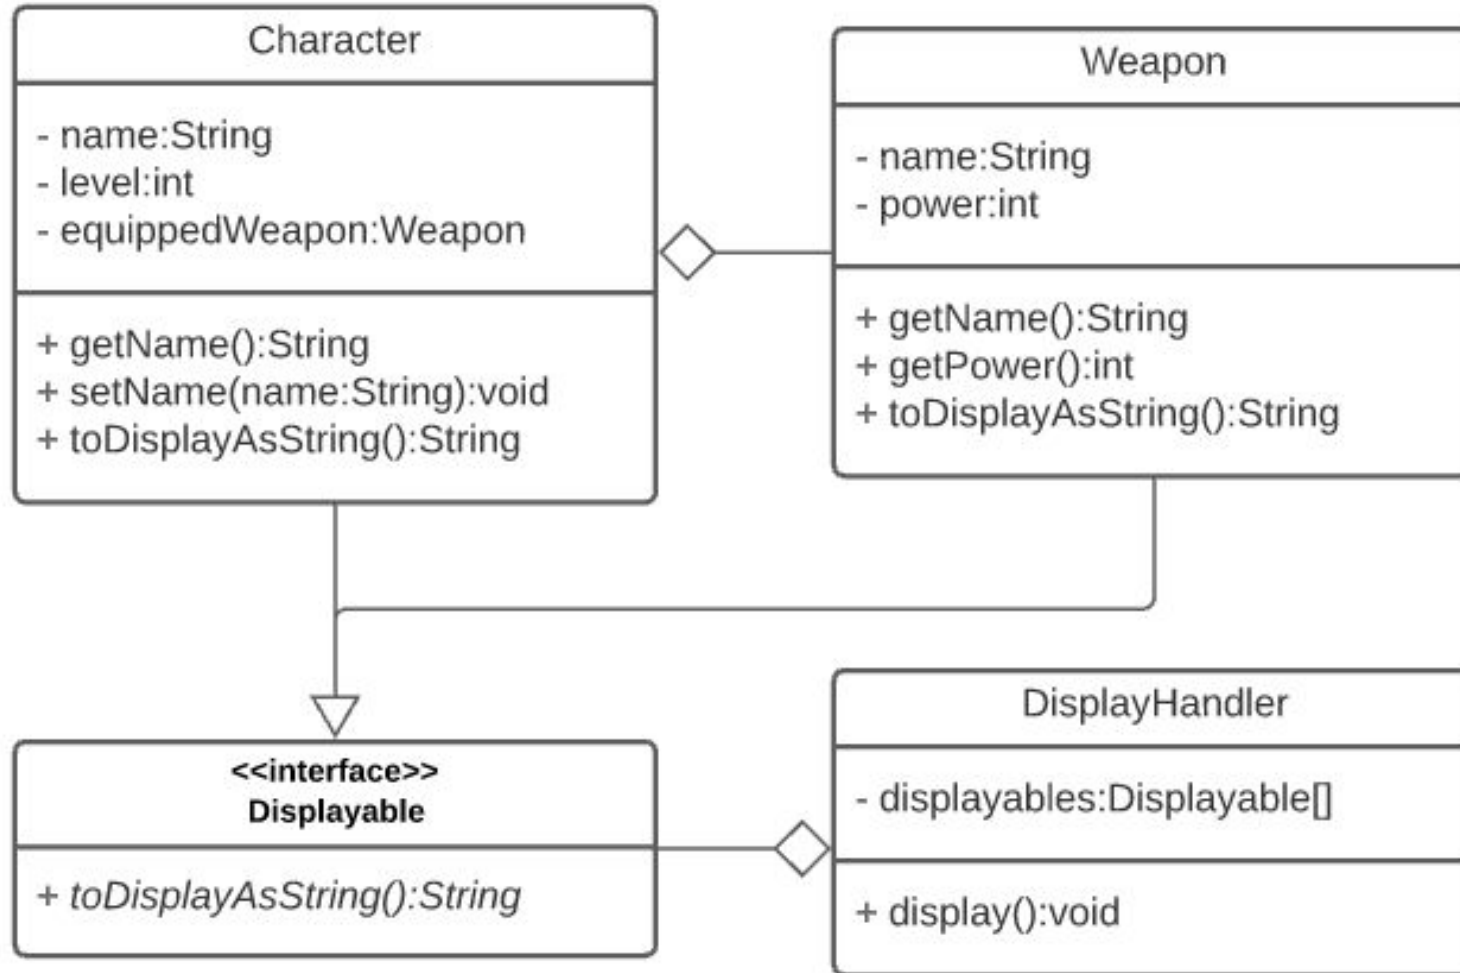 Character
- name:String
- level:int
- equippedWeapon:Weapon
+ getName():String
+ setName(name:String):void
+ toDisplayAsString():String
Weapon
- name:String
- power:int
+ getName():String
+ getPower():int
+ toDisplayAsString():String
<<interface>>
Displayable
+ toDisplayAsString():String
DisplayHandler
- displayables:Displayable[]
+ display():void